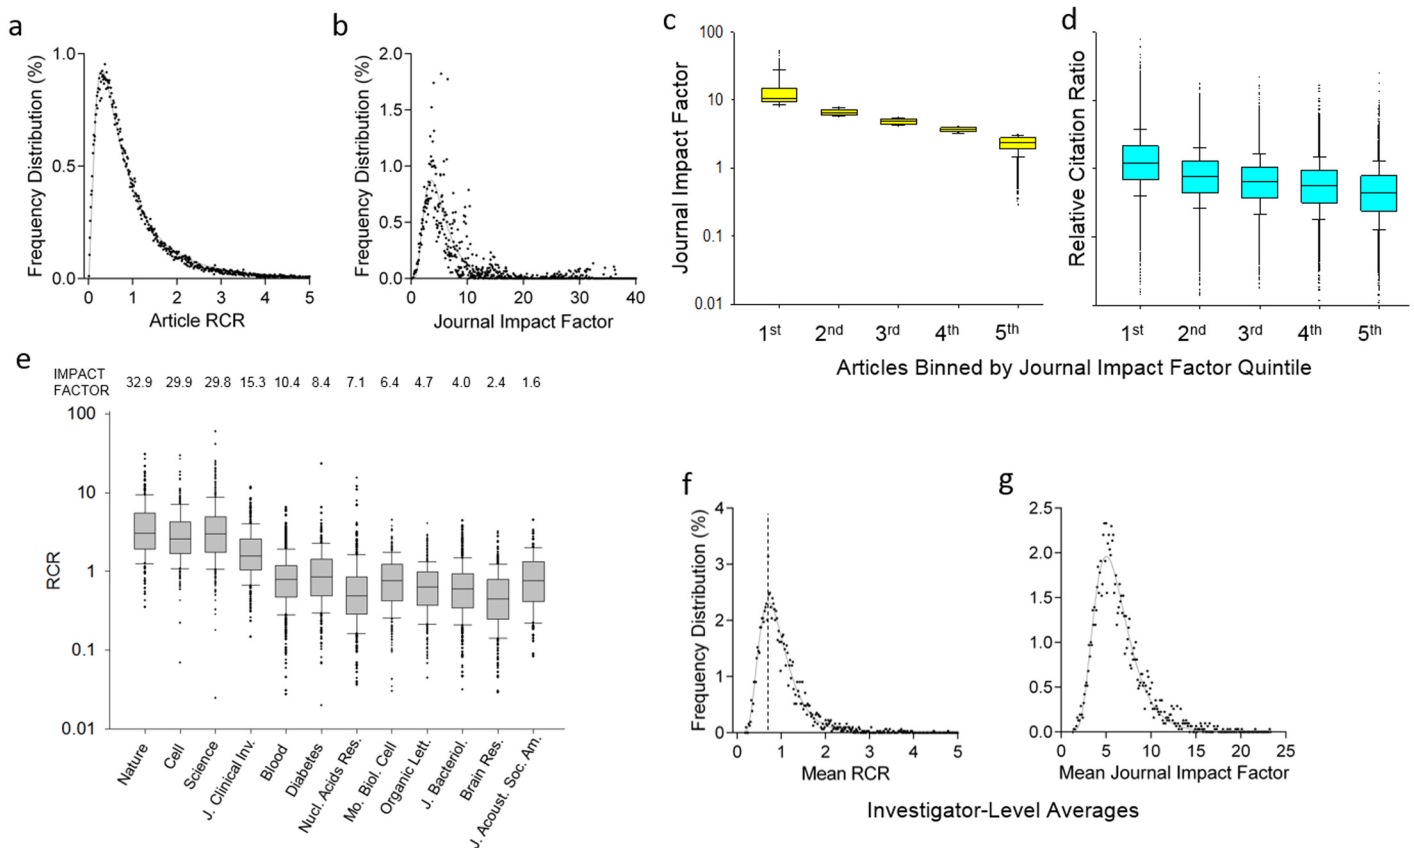 a
Frequency Distribution (%)
1.0
0.5
0.0
0 1 2 3 4 5
Article RCR
b
Frequency Distribution (%)
2.0
1.5
1.0
0.5
0.0
0 10 20 30 40
Journal Impact Factor
c
Journal Impact Factor
100
10
1
0.1
0.01
1st 2nd 3rd 4th 5th
d
Relative Citation Ratio
1st 2nd 3rd 4th 5th
Articles Binned by Journal Impact Factor Quintile
e
IMPACT
FACTOR
32.9 29.9 29.8 15.3 10.4 8.4 7.1 6.4 4.7 4.0 2.4 1.6
RCR
100
10
1
0.1
0.01
Nature
Cell
Science
J. Clinical Inv.
Blood
Diabetes
Nucl. Acids Res.
Mo. Biol. Cell
Organic Lett.
J. Bacteriol.
Brain Res.
J. Acoust. Soc. Am.
f
Frequency Distribution (%)
4
3
2
1
0
0 1 2 3 4 5
Mean RCR
g
2.5
2.0
1.5
1.0
0.5
0.0
0 5 10 15 20 25
Mean Journal Impact Factor
Investigator-Level Averages